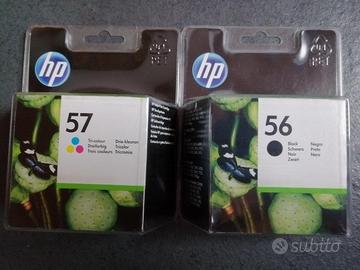 hp
57
Tri-colour Drie-kleuren
Dreifarbig Tricolor
Trois couleurs Tricromia
hp
56
Black Negro
Schwarz Preto
Noir Nero
Zwart
subito